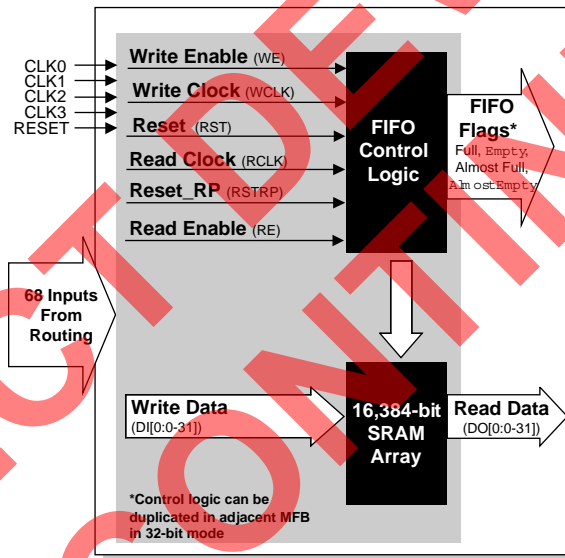 CLK0
CLK1
CLK2
CLK3
RESET
Write Enable (WE)
Write Clock (WCLK)
Reset (RST)
Read Clock (RCLK)
Reset_RP (RSTRP)
Read Enable (RE)
FIFO
Control
Logic
FIFO
Flags*
Full, Empty,
Almost Full,
AlmostEmpty
68 Inputs
From
Routing
Write Data
(DI[0:0-31])
16,384-bit
SRAM
Array
Read Data
(DO[0:0-31])
*Control logic can be
duplicated in adjacent MFB
in 32-bit mode